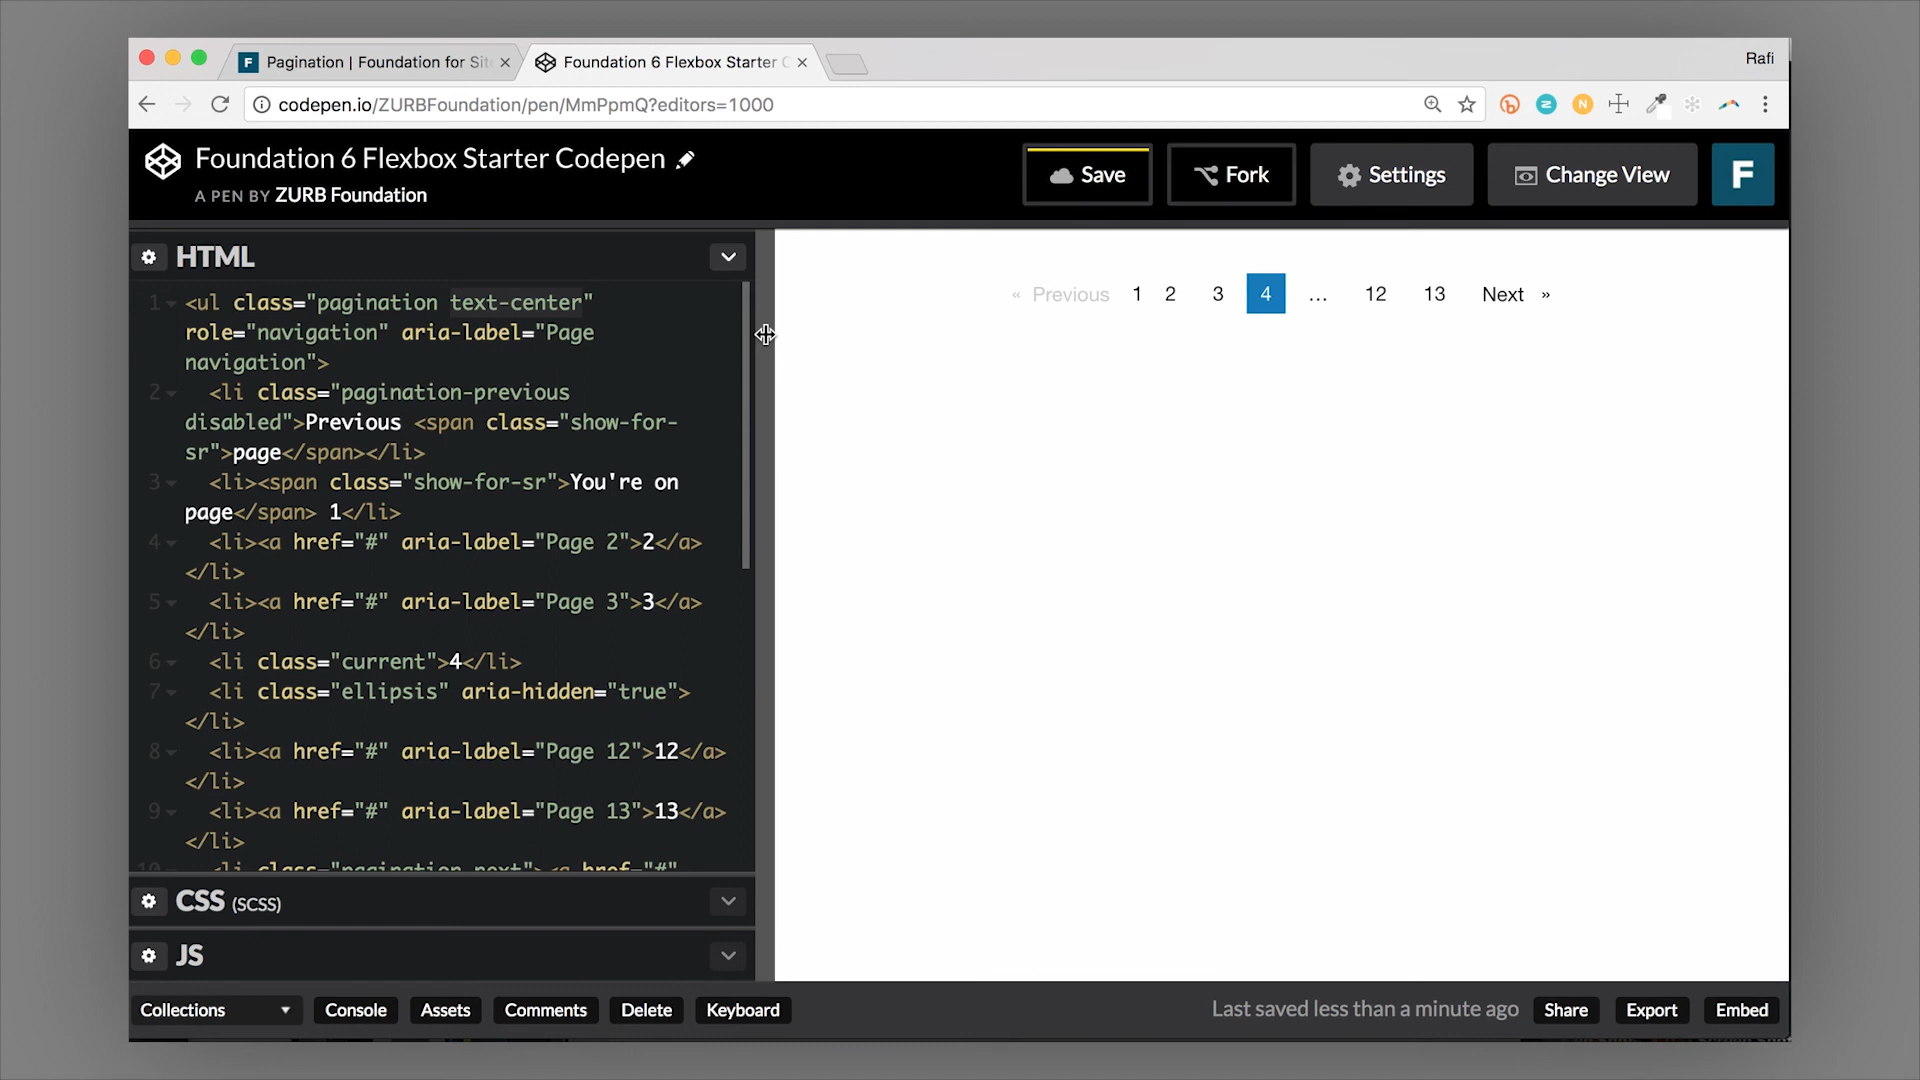 Rafi
Pagination | Foundation for Sit
Foundation 6 Flexbox Starter C
codepen.io/ZURBFoundation/pen/MmPpmQ?editors=1000
Foundation 6 Flexbox Starter Codepen
A PEN BY ZURB Foundation
Save
Fork
Settings
Change View
HTML
1 <ul class="pagination text-center"
role="navigation" aria-label="Page
navigation">
2 <li class="pagination-previous
disabled">Previous <span class="show-for-
sr">page</span></li>
3 <li><span class="show-for-sr">You're on
page</span> 1</li>
4 <li><a href="#" aria-label="Page 2">2</a>
</li>
5 <li><a href="#" aria-label="Page 3">3</a>
</li>
6 <li class="current">4</li>
7 <li class="ellipsis" aria-hidden="true">
</li>
8 <li><a href="#" aria-label="Page 12">12</a>
</li>
9 <li><a href="#" aria-label="Page 13">13</a>
</li>
10 <li class="pagination-next"><a href="#"
« Previous 1 2 3 4 … 12 13 Next »
CSS (SCSS)
JS
Collections
Console
Assets
Comments
Delete
Keyboard
Last saved less than a minute ago
Share
Export
Embed